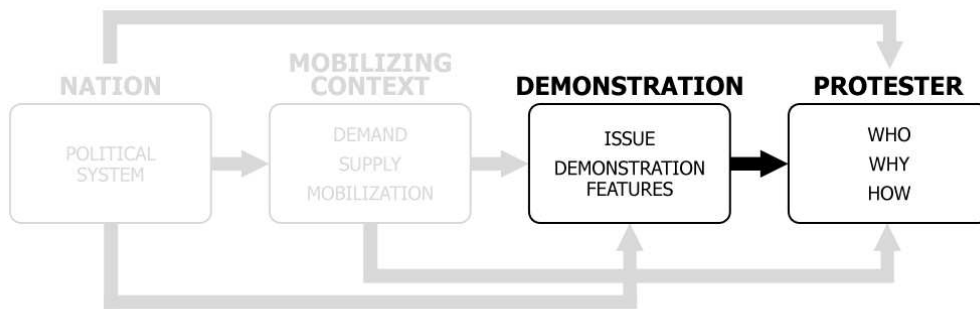 NATION
POLITICAL
SYSTEM
MOBILIZING
CONTEXT
DEMAND
SUPPLY
MOBILIZATION
DEMONSTRATION
ISSUE
DEMONSTRATION
FEATURES
PROTESTER
WHO
WHY
HOW